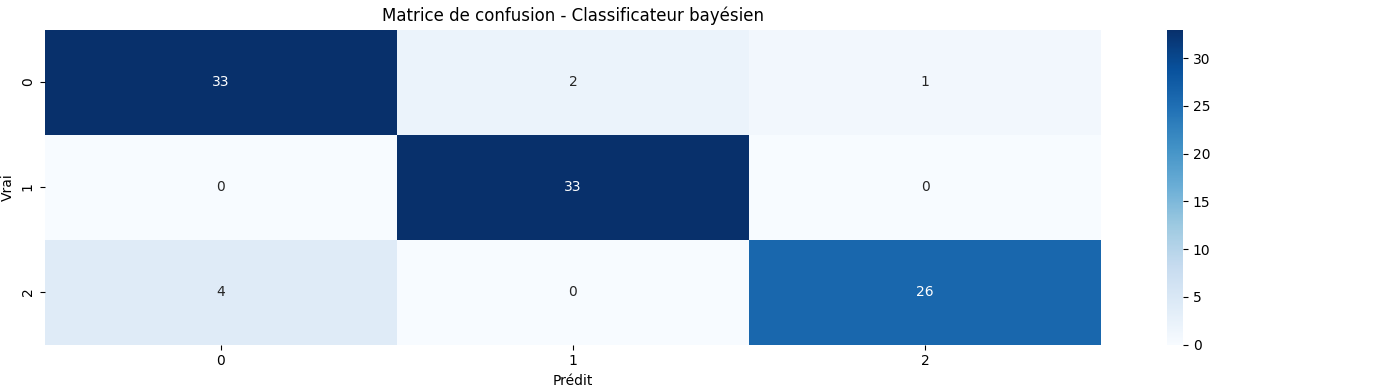 Matrice de confusion - Classificateur bayésien
0 33 2 1
1 0 33 0
2 4 0 26
0 1 2
Vrai
Prédit
30
25
20
15
10
5
0